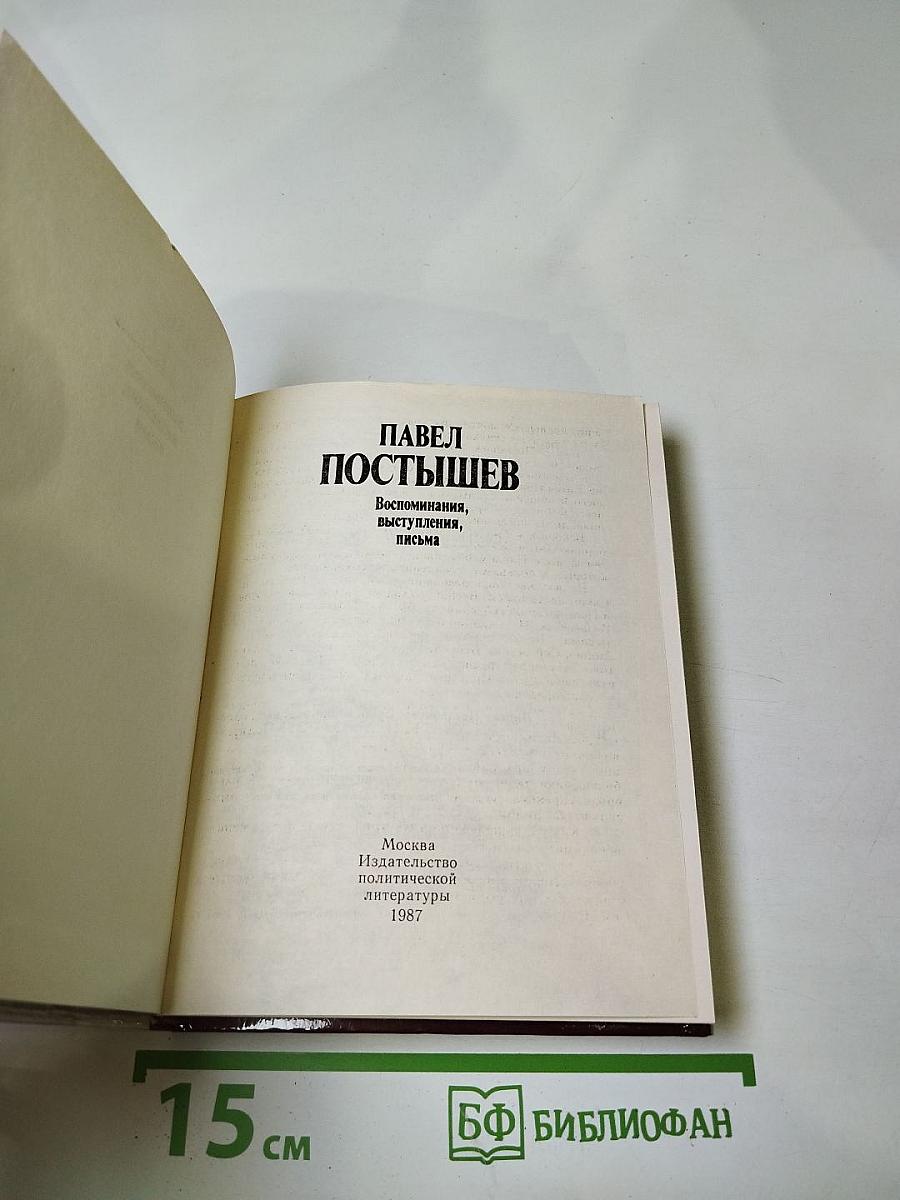 ПАВЕЛ
ПОСТЫШЕВ
Воспоминания,
выступления,
письма
Москва
Издательство
политической
литературы
1987
15 см
БФ БИБЛИОФАН